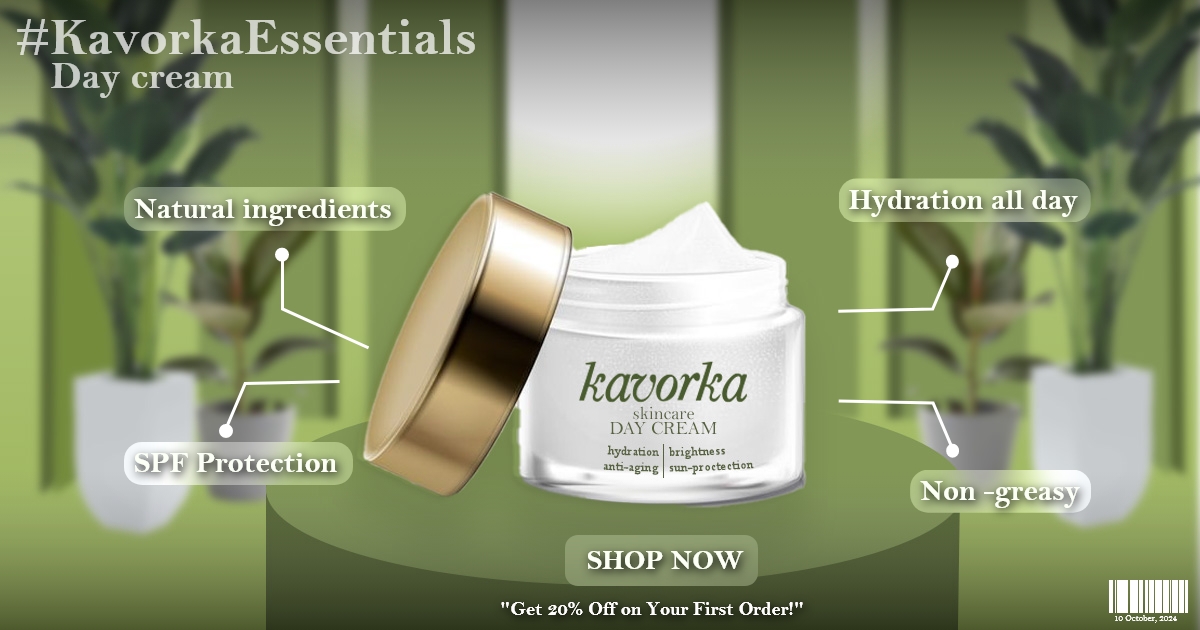 #KavorkaEssentials
Day cream
Natural ingredients
Hydration all day
kavorka
skincare
DAY CREAM
hydration | brightness
anti-aging | sun-proctection
SPF Protection
Non -greasy
SHOP NOW
"Get 20% Off on Your First Order!"
10 October, 2024